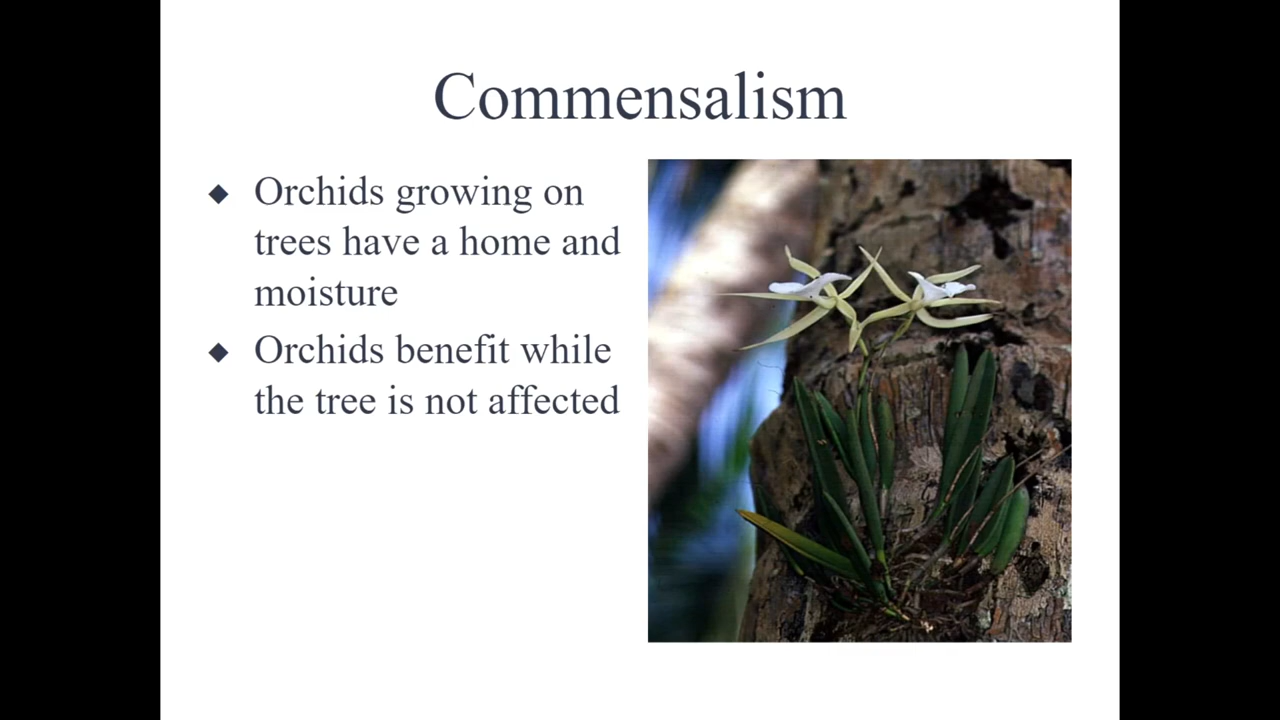 Commensalism
◆ Orchids growing on
trees have a home and
moisture
◆ Orchids benefit while
the tree is not affected